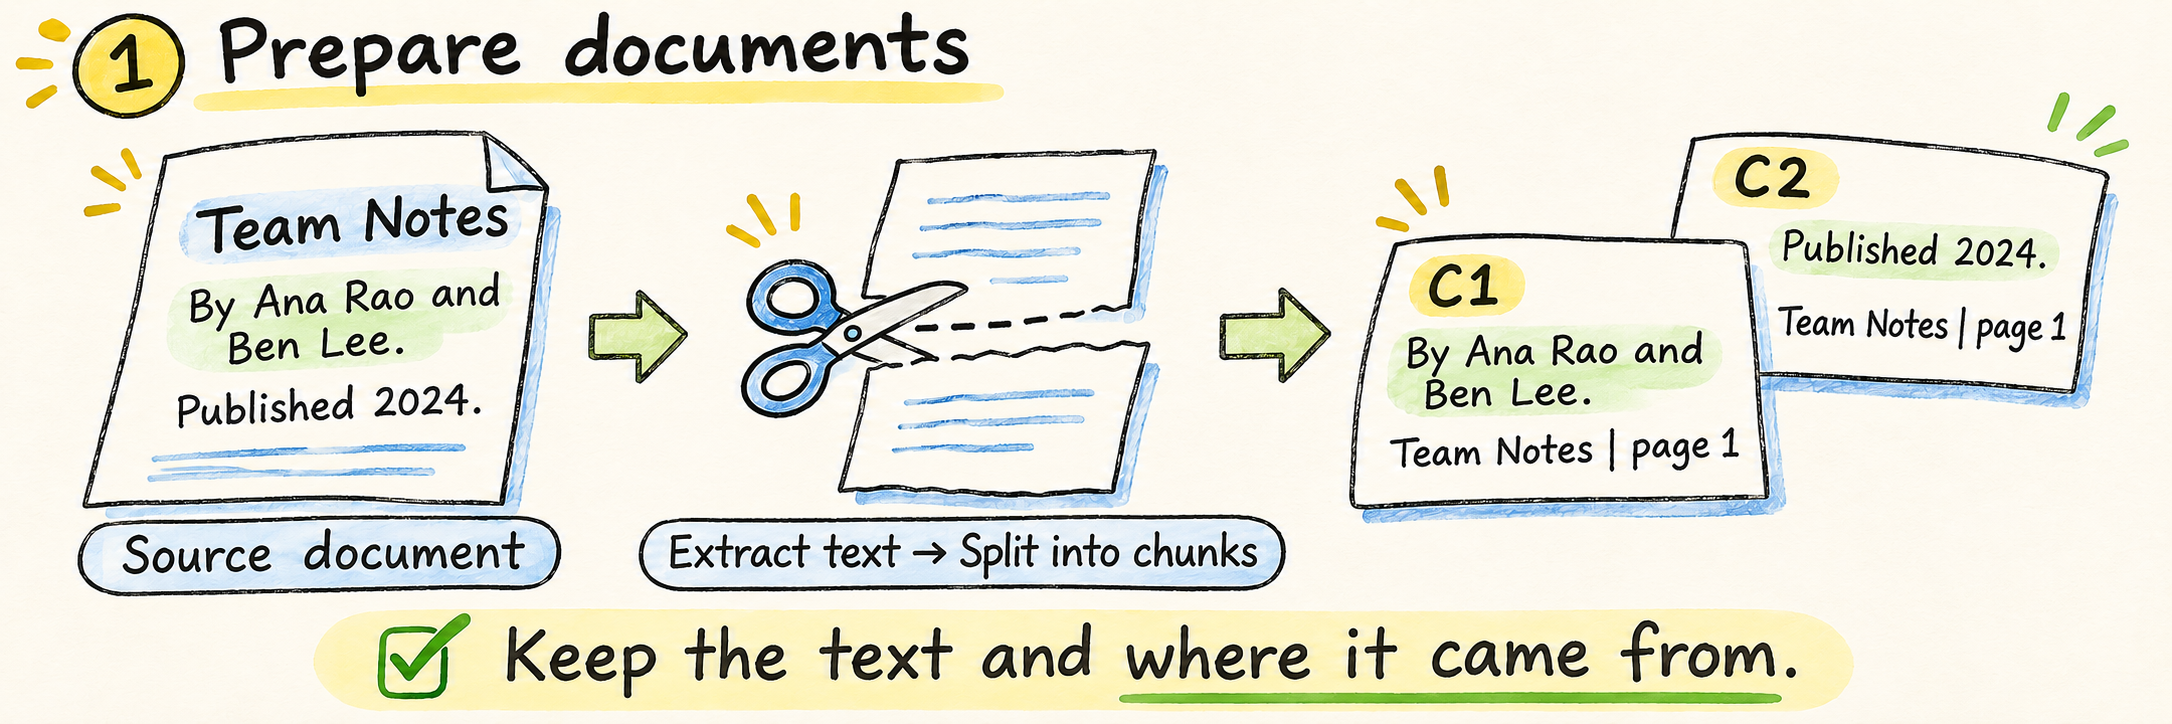 1 Prepare documents
Team Notes
By Ana Rao and
Ben Lee.
Published 2024.
Source document
Extract text → Split into chunks
C1
By Ana Rao and
Ben Lee.
Team Notes | page 1
C2
Published 2024.
Team Notes | page 1
Keep the text and where it came from.